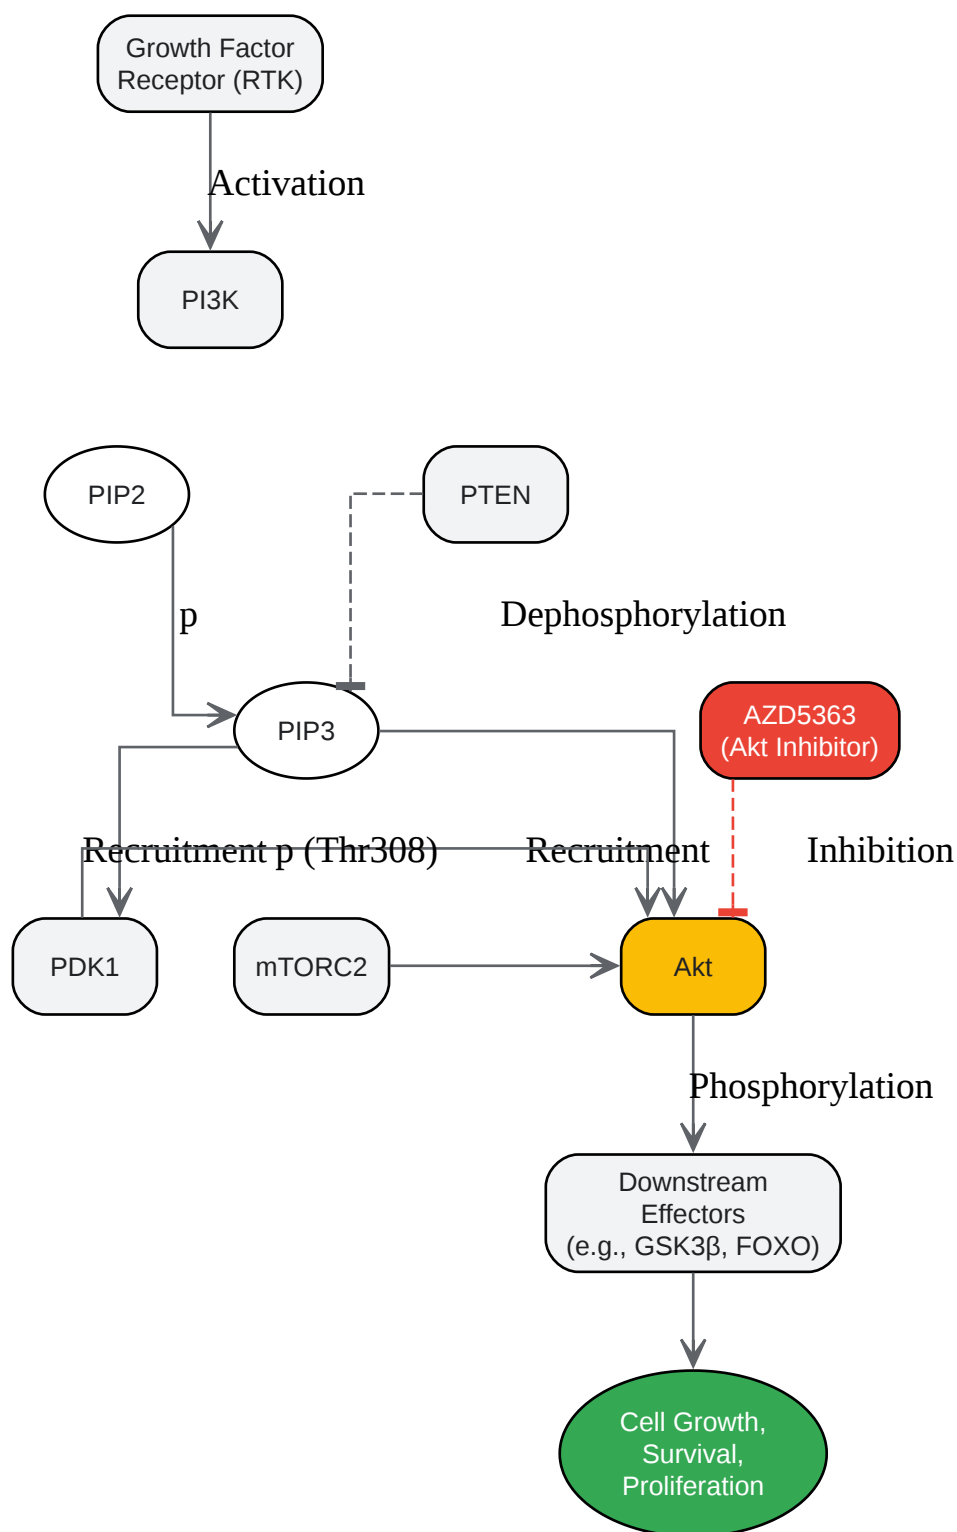 Growth Factor
Receptor (RTK)
Activation
PI3K
PIP2
PTEN
p
Dephosphorylation
PIP3
AZD5363
(Akt Inhibitor)
Recruitment p (Thr308)
Recruitment
Inhibition
PDK1
mTORC2
Akt
Phosphorylation
Downstream
Effectors
(e.g., GSK3β, FOXO)
Cell Growth,
Survival,
Proliferation